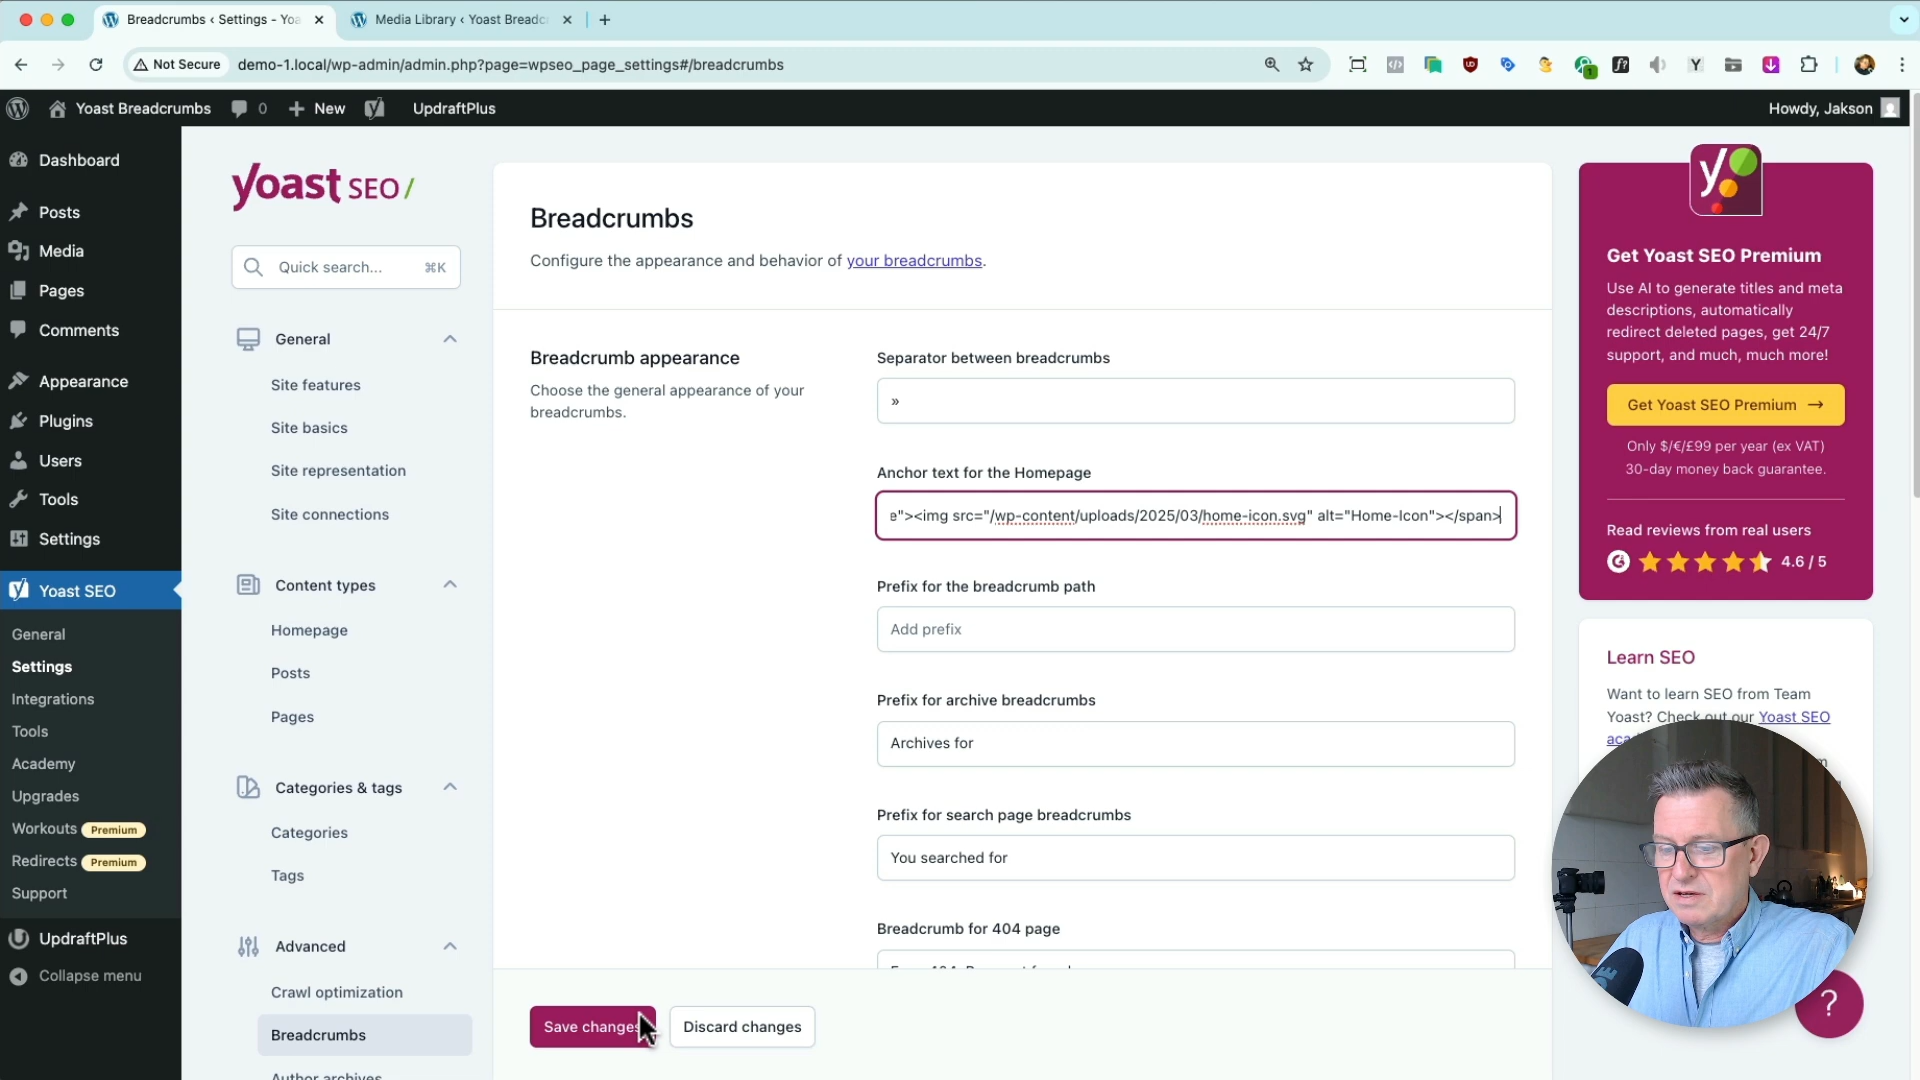 Breadcrumbs ‹ Settings - Yoa
Media Library ‹ Yoast Breadc
Not Secure
demo-1.local/wp-admin/admin.php?page=wpseo_page_settings#/breadcrumbs
Yoast Breadcrumbs
0
New
UpdraftPlus
Howdy, Jakson
Dashboard
Posts
Media
Pages
Comments
Appearance
Plugins
Users
Tools
Settings
Yoast SEO
General
Settings
Integrations
Tools
Academy
Upgrades
Workouts Premium
Redirects Premium
Support
UpdraftPlus
Collapse menu
yoast SEO/
Quick search... ⌘K
General
Site features
Site basics
Site representation
Site connections
Content types
Homepage
Posts
Pages
Categories & tags
Categories
Tags
Advanced
Crawl optimization
Breadcrumbs
Author archives
Breadcrumbs
Configure the appearance and behavior of your breadcrumbs.
Breadcrumb appearance
Choose the general appearance of your
breadcrumbs.
Separator between breadcrumbs
»
Anchor text for the Homepage
e"><img src="/wp-content/uploads/2025/03/home-icon.svg" alt="Home-Icon"></span>
Prefix for the breadcrumb path
Add prefix
Prefix for archive breadcrumbs
Archives for
Prefix for search page breadcrumbs
You searched for
Breadcrumb for 404 page
Save changes
Discard changes
y
Get Yoast SEO Premium
Use AI to generate titles and meta
descriptions, automatically
redirect deleted pages, get 24/7
support, and much, much more!
Get Yoast SEO Premium →
Only $/€/£99 per year (ex VAT)
30-day money back guarantee.
Read reviews from real users
4.6 / 5
Learn SEO
Want to learn SEO from Team
Yoast? Check out our Yoast SEO
?